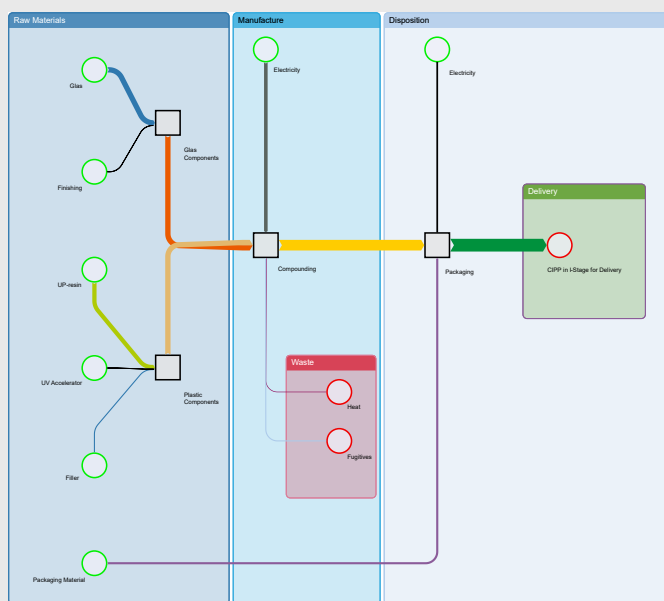 Raw Materials
Manufacture
Disposition
Glas
Electricity
Electricity
Glas
Components
Finishing
Delivery
Compounding
Packaging
CIPP in I-Stage for Delivery
UP-resin
Waste
UV Accelerator
Plastic
Components
Heat
Fugitives
Filler
Packaging Material